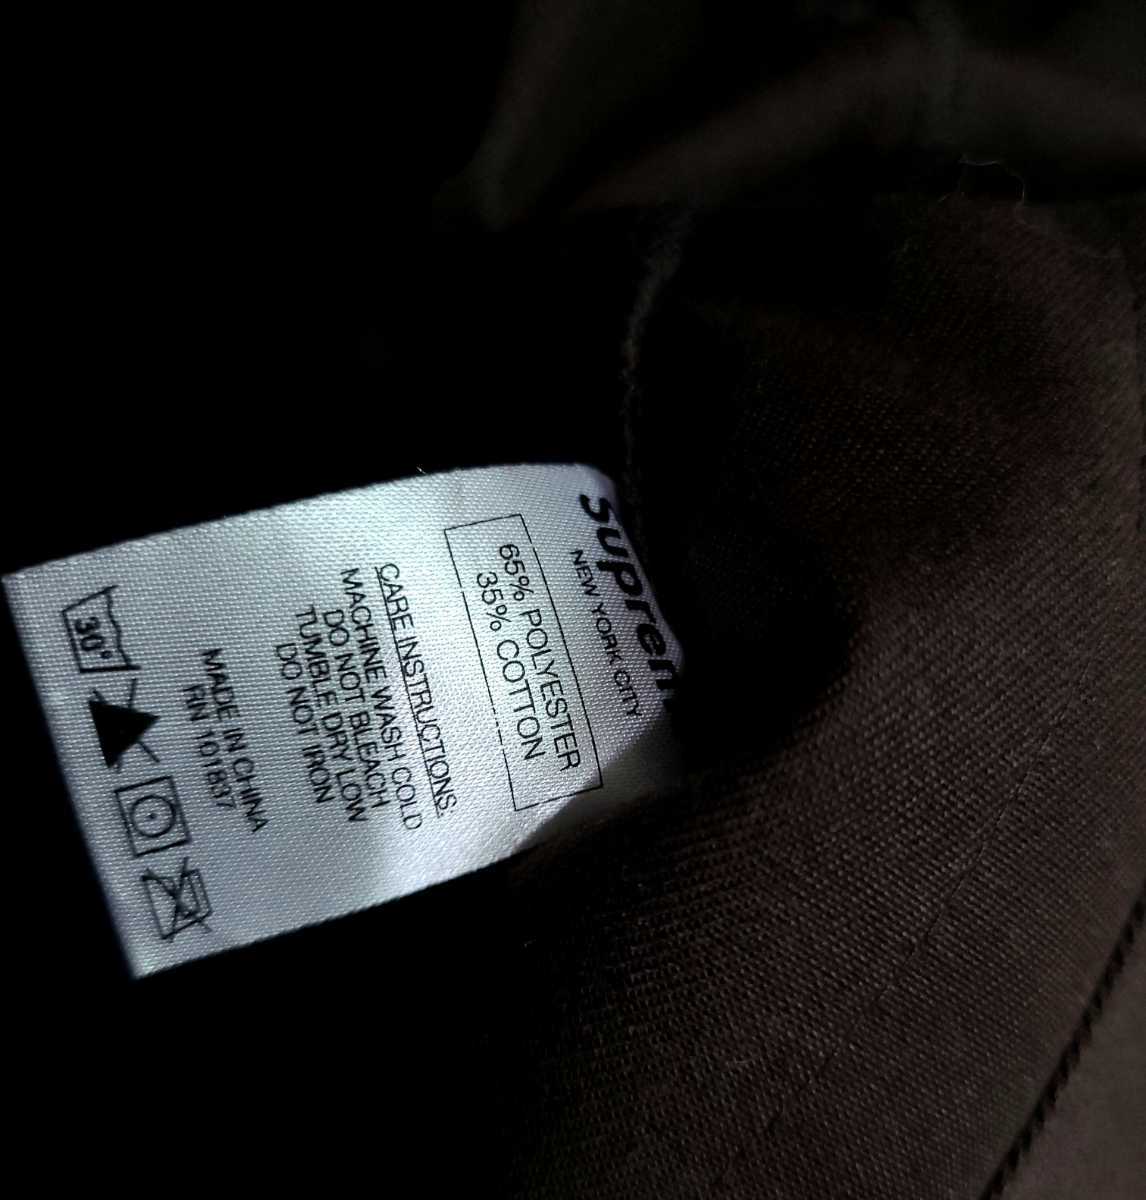 Suprem
NEW YORK CITY
65% POLYESTER
35% COTTON
CARE INSTRUCTIONS:
MACHINE WASH COLD
DO NOT BLEACH
TUMBLE DRY LOW
DO NOT IRON
MADE IN CHINA
RN 101837
30°